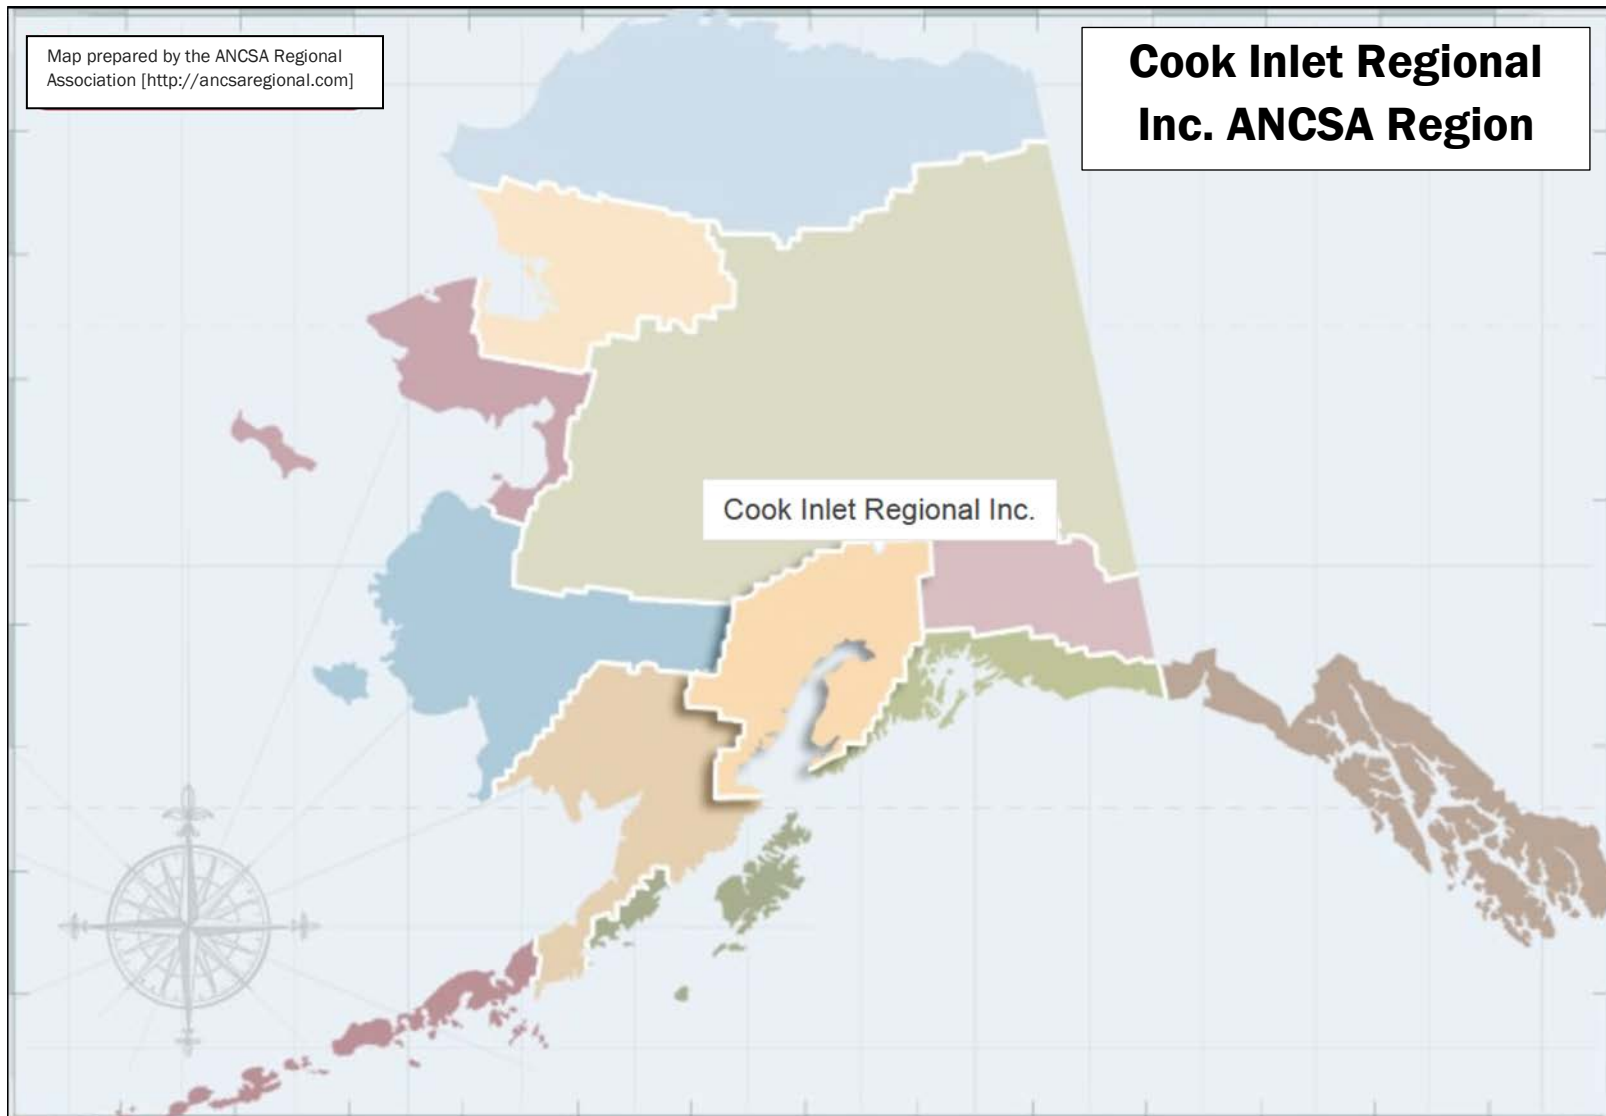 Map prepared by the ANCSA Regional
Association [http://ancsaregional.com]
Cook Inlet Regional
Inc. ANCSA Region
Cook Inlet Regional Inc.